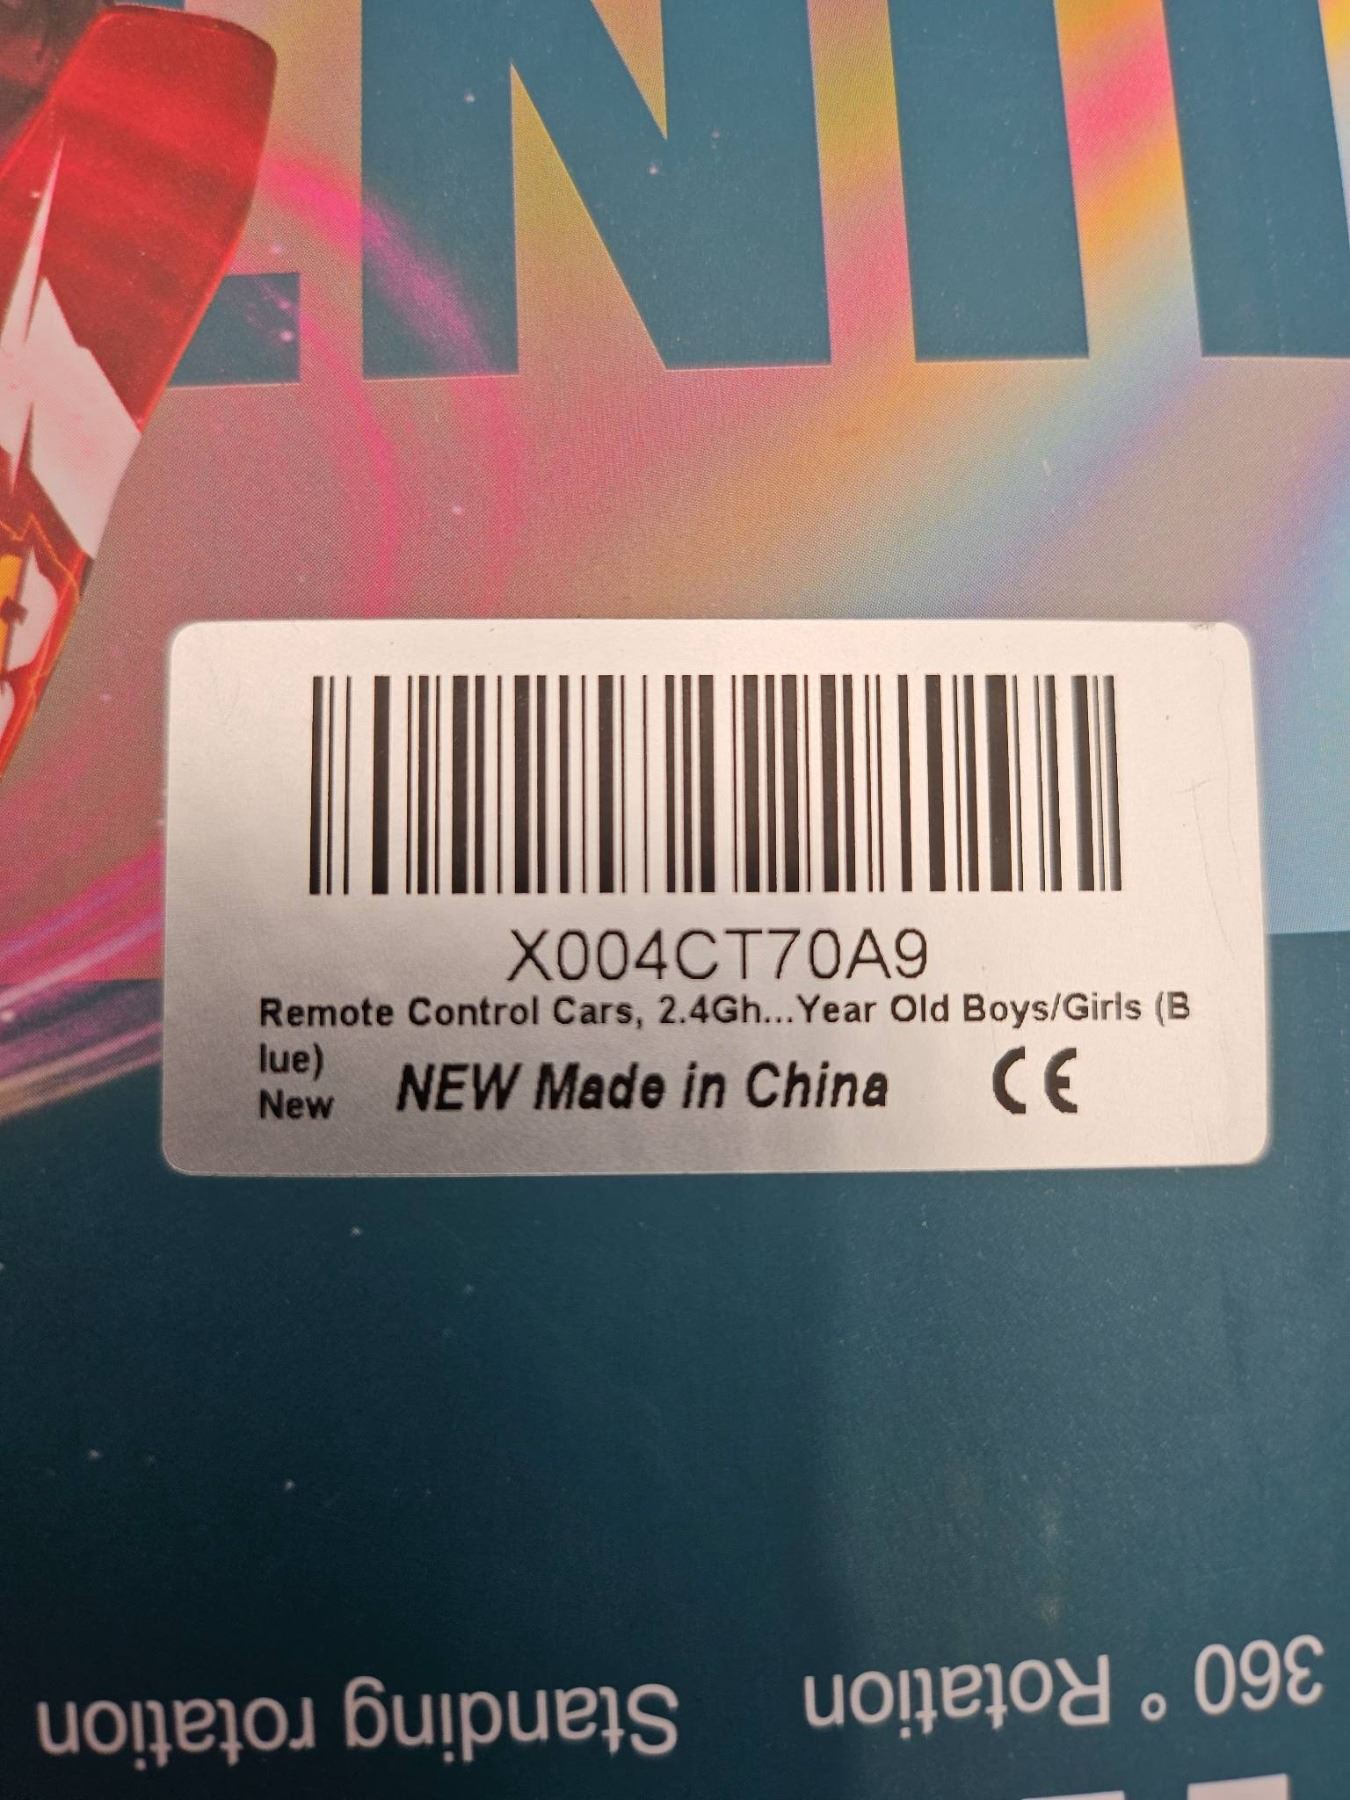 X004CT70A9
Remote Control Cars, 2.4Gh...Year Old Boys/Girls (B
lue)
New
NEW Made in China
CE
360 ° Rotation
Standing rotation